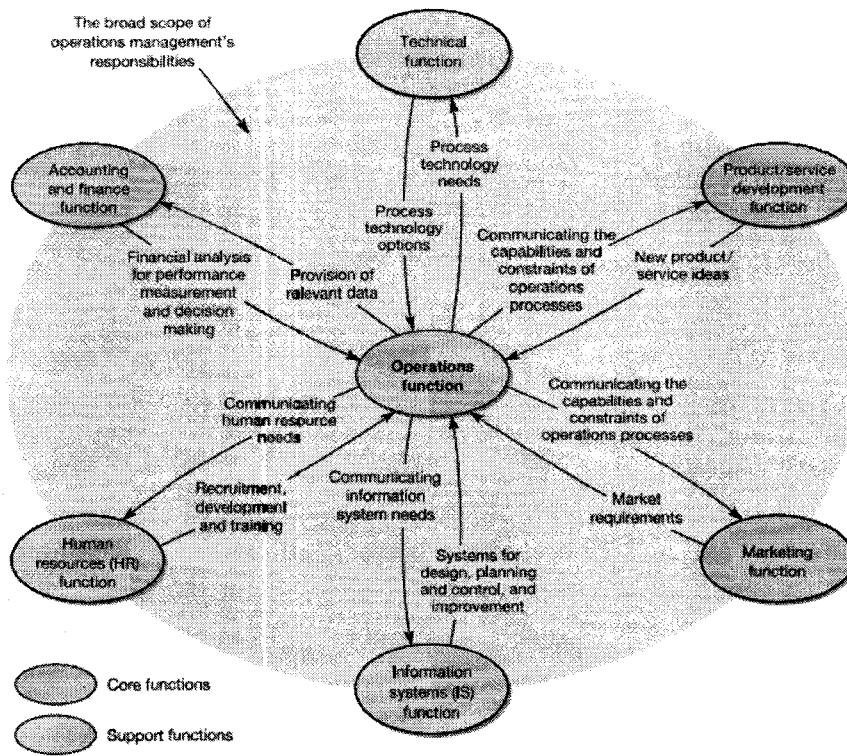 The broad scope of
operations management's
responsibilities
Technical
function
Accounting
and finance
function
Product/service
development
function
Process
technology
needs
Process
technology
options
Communicating the
capabilities and
constraints of
operations
processes
New product/
service ideas
Financial analysis
for performance
measurement
and decision
making
Provision of
relevant data
Operations
function
Communicating
human resource
needs
Communicating the
capabilities and
constraints of
operations processes
Recruitment,
development
and training
Communicating
information
system needs
Market
requirements
Human
resources (HR)
function
Systems for
design, planning
and control, and
improvement
Marketing
function
Information
systems (IS)
function
Core functions
Support functions